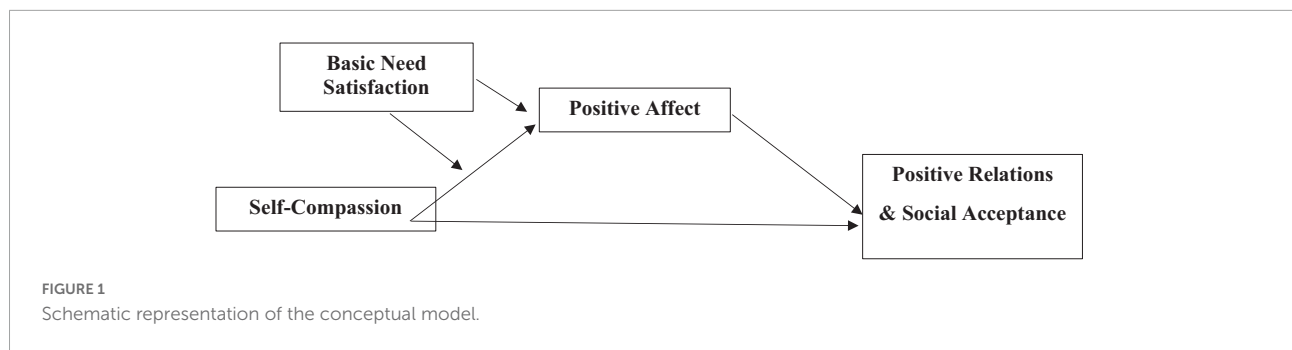 Basic Need
Satisfaction
Positive Affect
Self-Compassion
Positive Relations
& Social Acceptance
FIGURE 1
Schematic representation of the conceptual model.